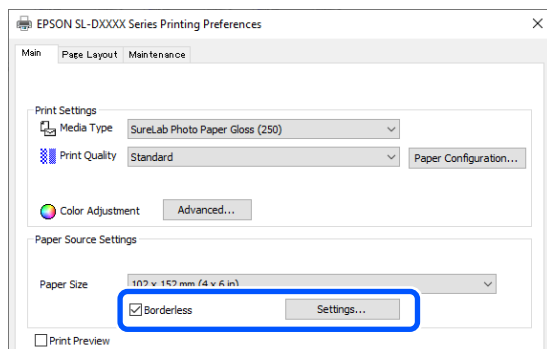 EPSON SL-DXXXX Series Printing Preferences
Main Page Layout Maintenance
Print Settings
Media Type SureLab Photo Paper Gloss (250)
Print Quality Standard Paper Configuration...
Color Adjustment Advanced...
Paper Source Settings
Paper Size 102 x 152 mm (4 x 6 in)
Borderless Settings...
Print Preview